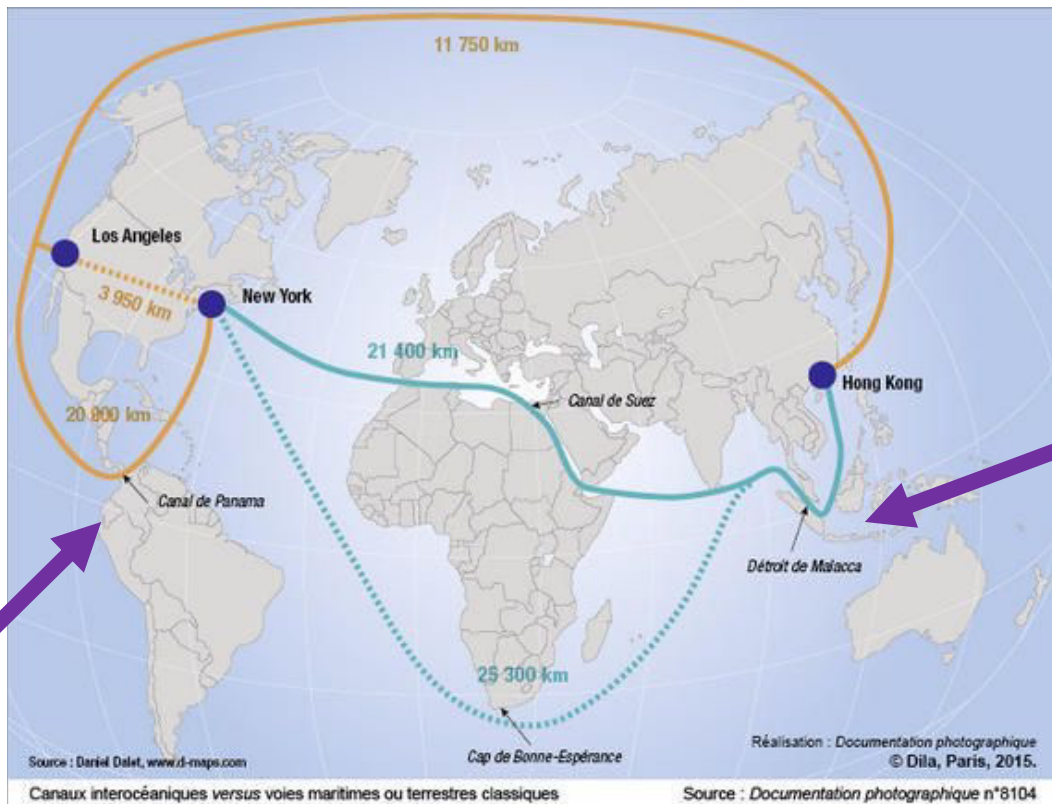 11 750 km
Los Angeles
3 950 km
New York
21 400 km
Hong Kong
Canal de Suez
20 800 km
Canal de Panama
Détroit de Malacca
25 300 km
Cap de Bonne-Espérance
Réalisation : Documentation photographique
© Dila, Paris, 2015.
Source : Daniel Dalet, www.d-maps.com
Canaux interocéaniques versus voies maritimes ou terrestres classiques
Source : Documentation photographique n°8104